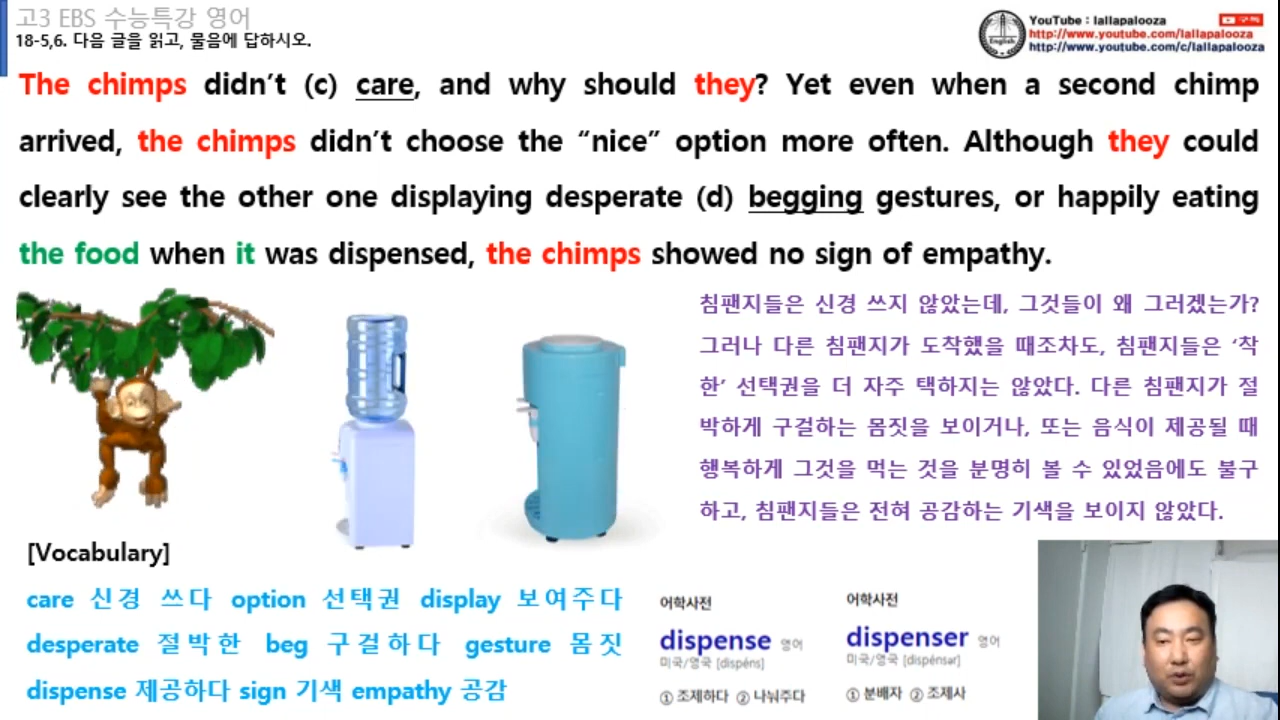 고3 EBS 수능특강 영어
18-5,6. 다음 글을 읽고, 물음에 답하시오.
YouTube : lallapalooza
구독
http://www.youtube.com/lallapalooza
http://www.youtube.com/c/lallapalooza
English
The chimps didn’t (c) care, and why should they? Yet even when a second chimp
arrived, the chimps didn’t choose the “nice” option more often. Although they could
clearly see the other one displaying desperate (d) begging gestures, or happily eating
the food when it was dispensed, the chimps showed no sign of empathy.
침팬지들은 신경 쓰지 않았는데, 그것들이 왜 그러겠는가?
그러나 다른 침팬지가 도착했을 때조차도, 침팬지들은 ‘착
한’ 선택권을 더 자주 택하지는 않았다. 다른 침팬지가 절
박하게 구걸하는 몸짓을 보이거나, 또는 음식이 제공될 때
행복하게 그것을 먹는 것을 분명히 볼 수 있었음에도 불구
하고, 침팬지들은 전혀 공감하는 기색을 보이지 않았다.
[Vocabulary]
care 신경 쓰다 option 선택권 display 보여주다
desperate 절박한 beg 구걸하다 gesture 몸짓
dispense 제공하다 sign 기색 empathy 공감
어학사전
dispense 영어
미국/영국 [dispéns]
① 조제하다 ② 나눠주다
어학사전
dispenser 영어
미국/영국 [dispénsər]
① 분배자 ② 조제사